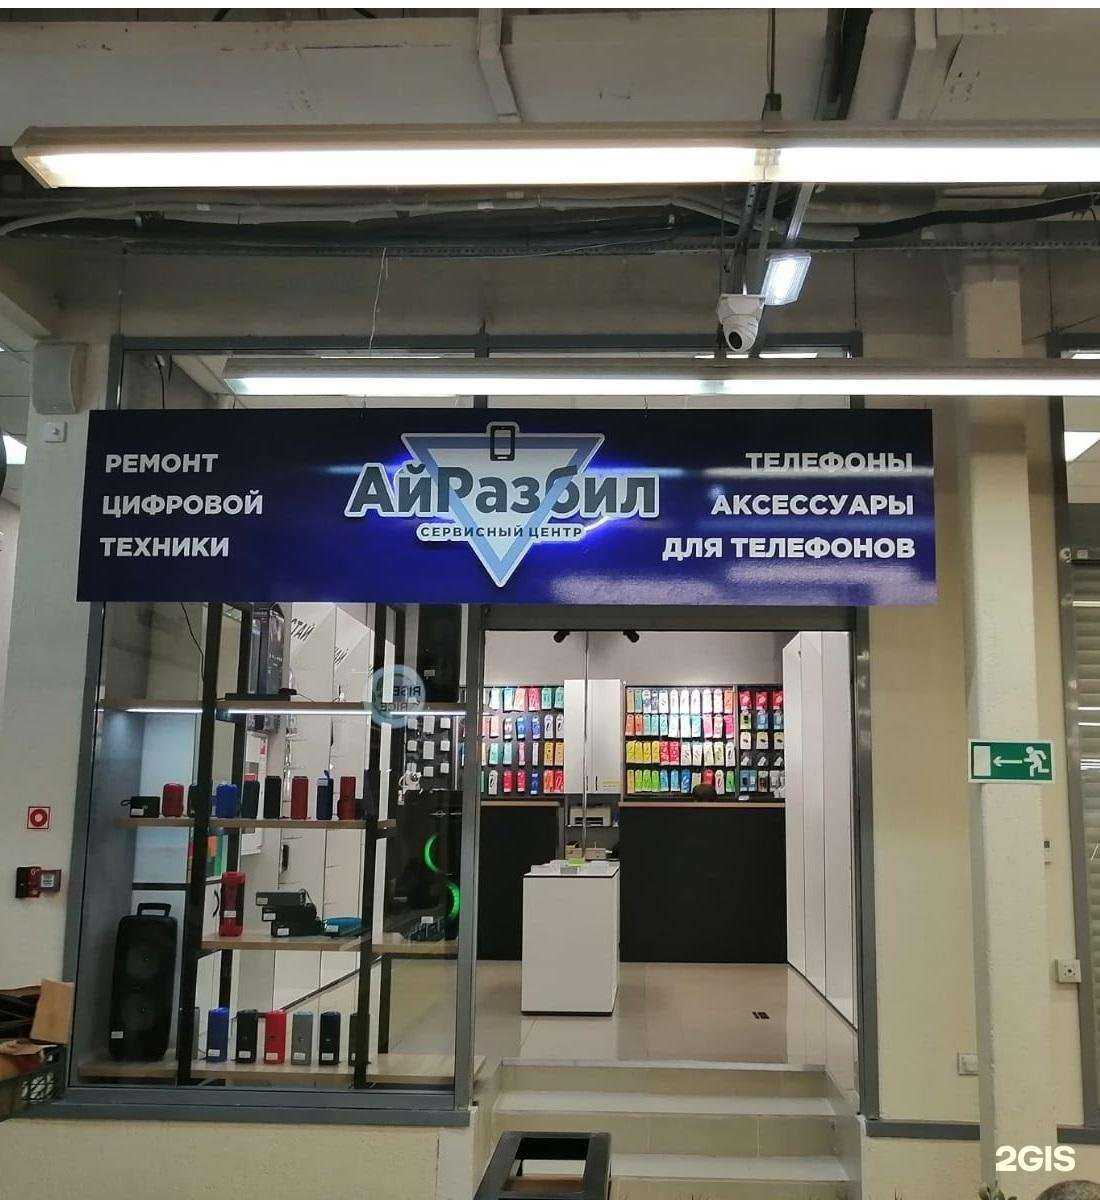 РЕМОНТ
ЦИФРОВОЙ
ТЕХНИКИ
АйРазбил
СЕРВИСНЫЙ ЦЕНТР
ТЕЛЕФОНЫ
АКСЕССУАРЫ
ДЛЯ ТЕЛЕФОНОВ
2GIS